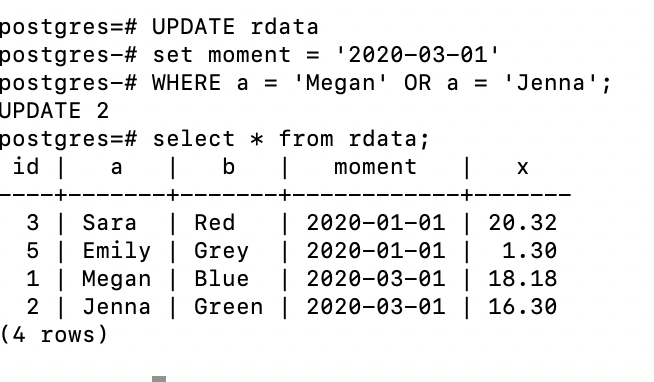 postgres=# UPDATE rdata
postgres-# set moment = '2020-03-01'
postgres-# WHERE a = 'Megan' OR a = 'Jenna';
UPDATE 2
postgres=# select * from rdata;
 id |   a   |   b   |   moment   |   x
----+-------+-------+------------+-------
  3 | Sara  | Red   | 2020-01-01 | 20.32
  5 | Emily | Grey  | 2020-01-01 |  1.30
  1 | Megan | Blue  | 2020-03-01 | 18.18
  2 | Jenna | Green | 2020-03-01 | 16.30
(4 rows)